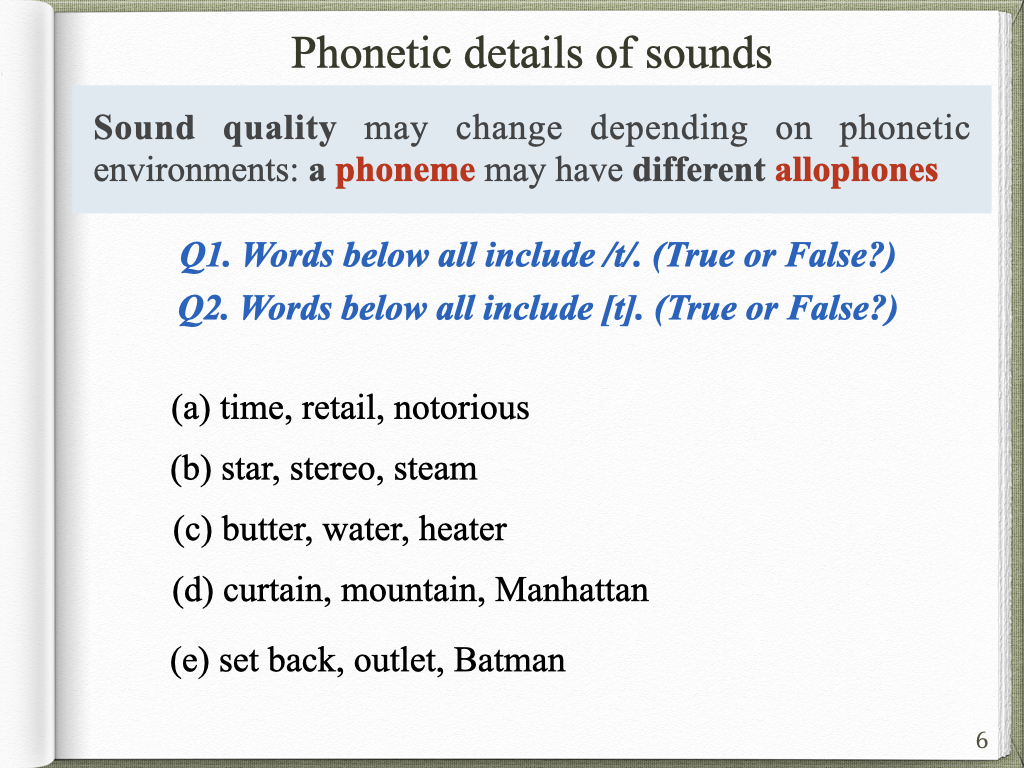 Phonetic details of sounds
Sound quality may change depending on phonetic
environments: a phoneme may have different allophones
Q1. Words below all include /t/. (True or False?)
Q2. Words below all include [t]. (True or False?)
(a) time, retail, notorious
(b) star, stereo, steam
(c) butter, water, heater
(d) curtain, mountain, Manhattan
(e) set back, outlet, Batman
6